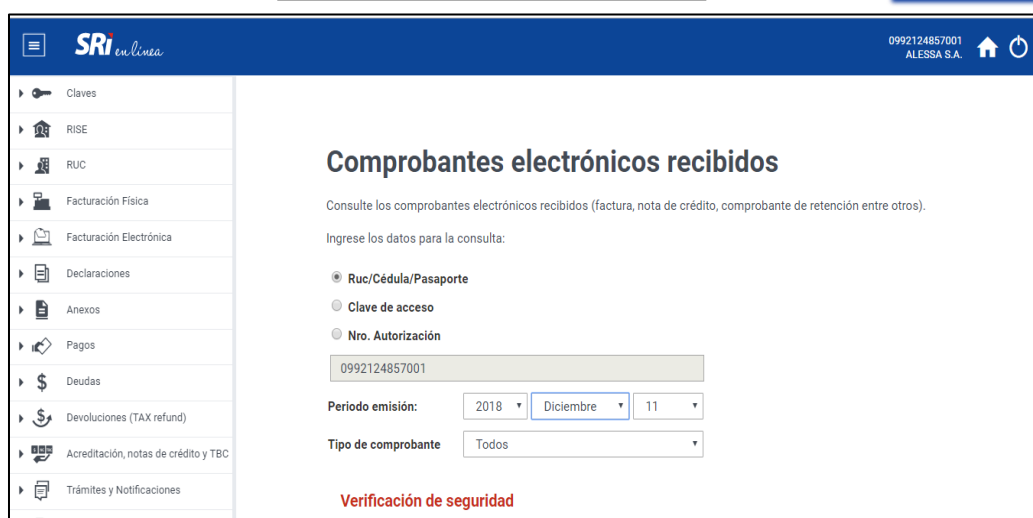 SRi en línea
0992124857001
ALESSA S.A.
Claves
RISE
RUC
Facturación Física
Facturación Electrónica
Declaraciones
Anexos
Pagos
Deudas
Devoluciones (TAX refund)
Acreditación, notas de crédito y TBC
Trámites y Notificaciones
Comprobantes electrónicos recibidos
Consulte los comprobantes electrónicos recibidos (factura, nota de crédito, comprobante de retención entre otros).
Ingrese los datos para la consulta:
Ruc/Cédula/Pasaporte
Clave de acceso
Nro. Autorización
0992124857001
Periodo emisión: 2018 Diciembre 11
Tipo de comprobante Todos
Verificación de seguridad